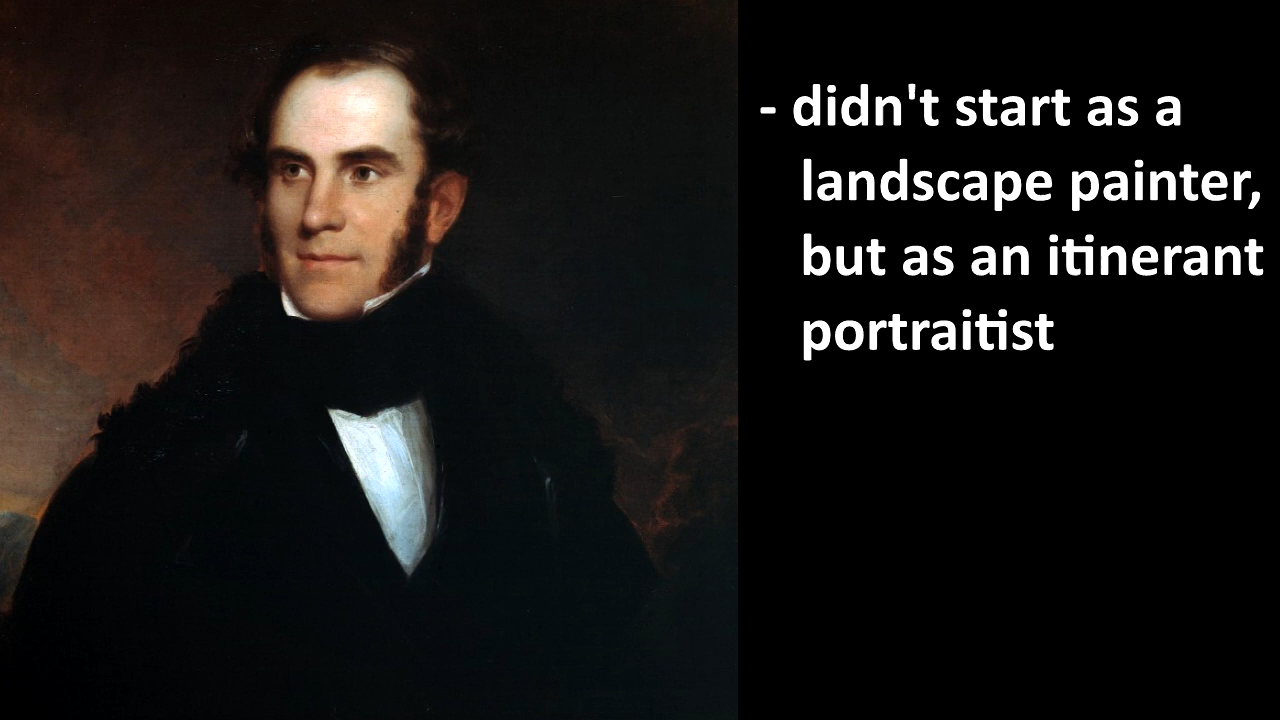 - didn't start as a
landscape painter,
but as an itinerant
portraitist